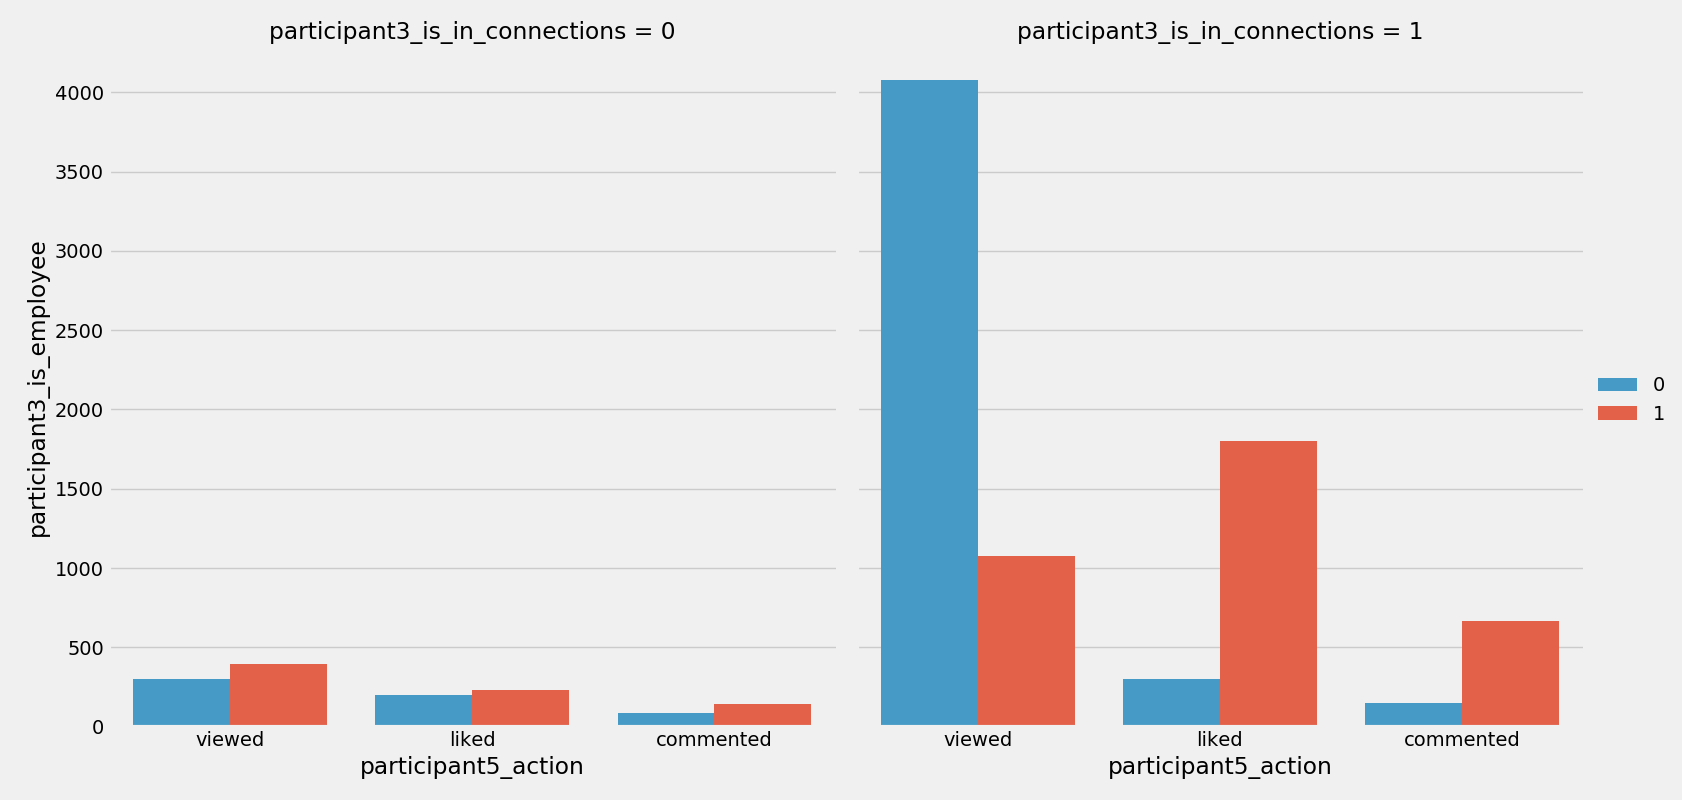 participant3_is_in_connections = 0
participant3_is_in_connections = 1
participant3_is_employee
4000
3500
3000
2500
2000
1500
1000
500
0
viewed liked commented
viewed liked commented
participant5_action
participant5_action
0
1